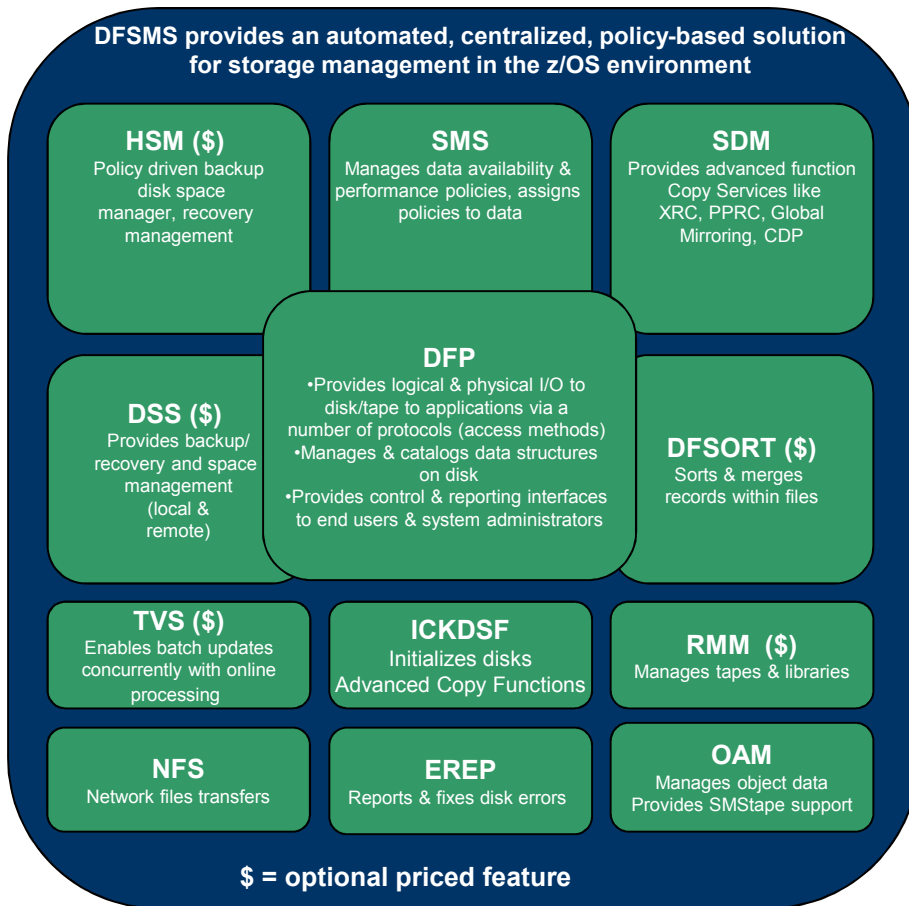 DFSMS provides an automated, centralized, policy-based solution
for storage management in the z/OS environment
HSM ($)
Policy driven backup
disk space
manager, recovery
management
SMS
Manages data availability &
performance policies, assigns
policies to data
SDM
Provides advanced function
Copy Services like
XRC, PPRC, Global
Mirroring, CDP
DFP
•Provides logical & physical I/O to
disk/tape to applications via a
number of protocols (access methods)
•Manages & catalogs data structures
on disk
•Provides control & reporting interfaces
to end users & system administrators
DSS ($)
Provides backup/
recovery and space
management
(local &
remote)
DFSORT ($)
Sorts & merges
records within files
TVS ($)
Enables batch updates
concurrently with online
processing
ICKDSF
Initializes disks
Advanced Copy Functions
RMM ($)
Manages tapes & libraries
NFS
Network files transfers
EREP
Reports & fixes disk errors
OAM
Manages object data
Provides SMStape support
$ = optional priced feature